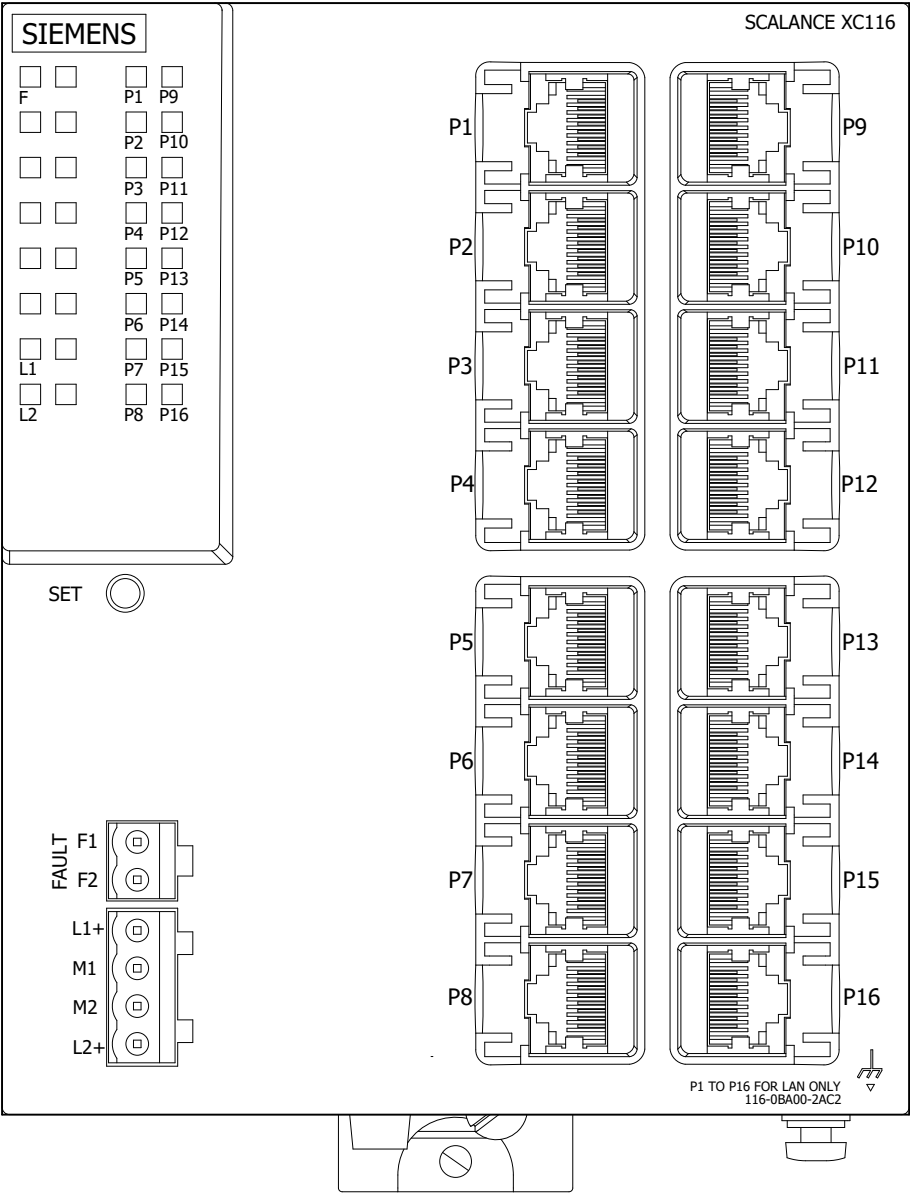 SIEMENS
SCALANCE XC116
F P1 P9
P2 P10
P3 P11
P4 P12
P5 P13
P6 P14
L1 P7 P15
L2 P8 P16
SET
FAULT
F1
F2
L1+
M1
M2
L2+
P1
P2
P3
P4
P5
P6
P7
P8
P9
P10
P11
P12
P13
P14
P15
P16
P1 TO P16 FOR LAN ONLY
116-0BA00-2AC2